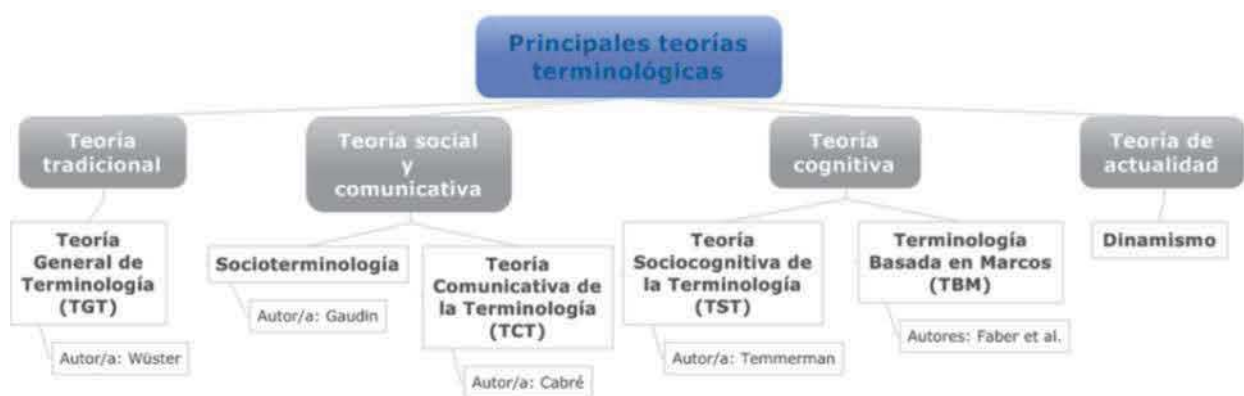 Principales teorías
terminológicas
Teoría
tradicional
Teoría social
y
comunicativa
Teoría
cognitiva
Teoría de
actualidad
Teoría
General de
Terminología
(TGT)
Autor/a: Wüster
Socioterminología
Autor/a: Gaudin
Teoría
Comunicativa de
la Terminología
(TCT)
Autor/a: Cabré
Teoría
Sociocognitiva de
la Terminología
(TST)
Autor/a: Temmerman
Terminología
Basada en Marcos
(TBM)
Autores: Faber et al.
Dinamismo